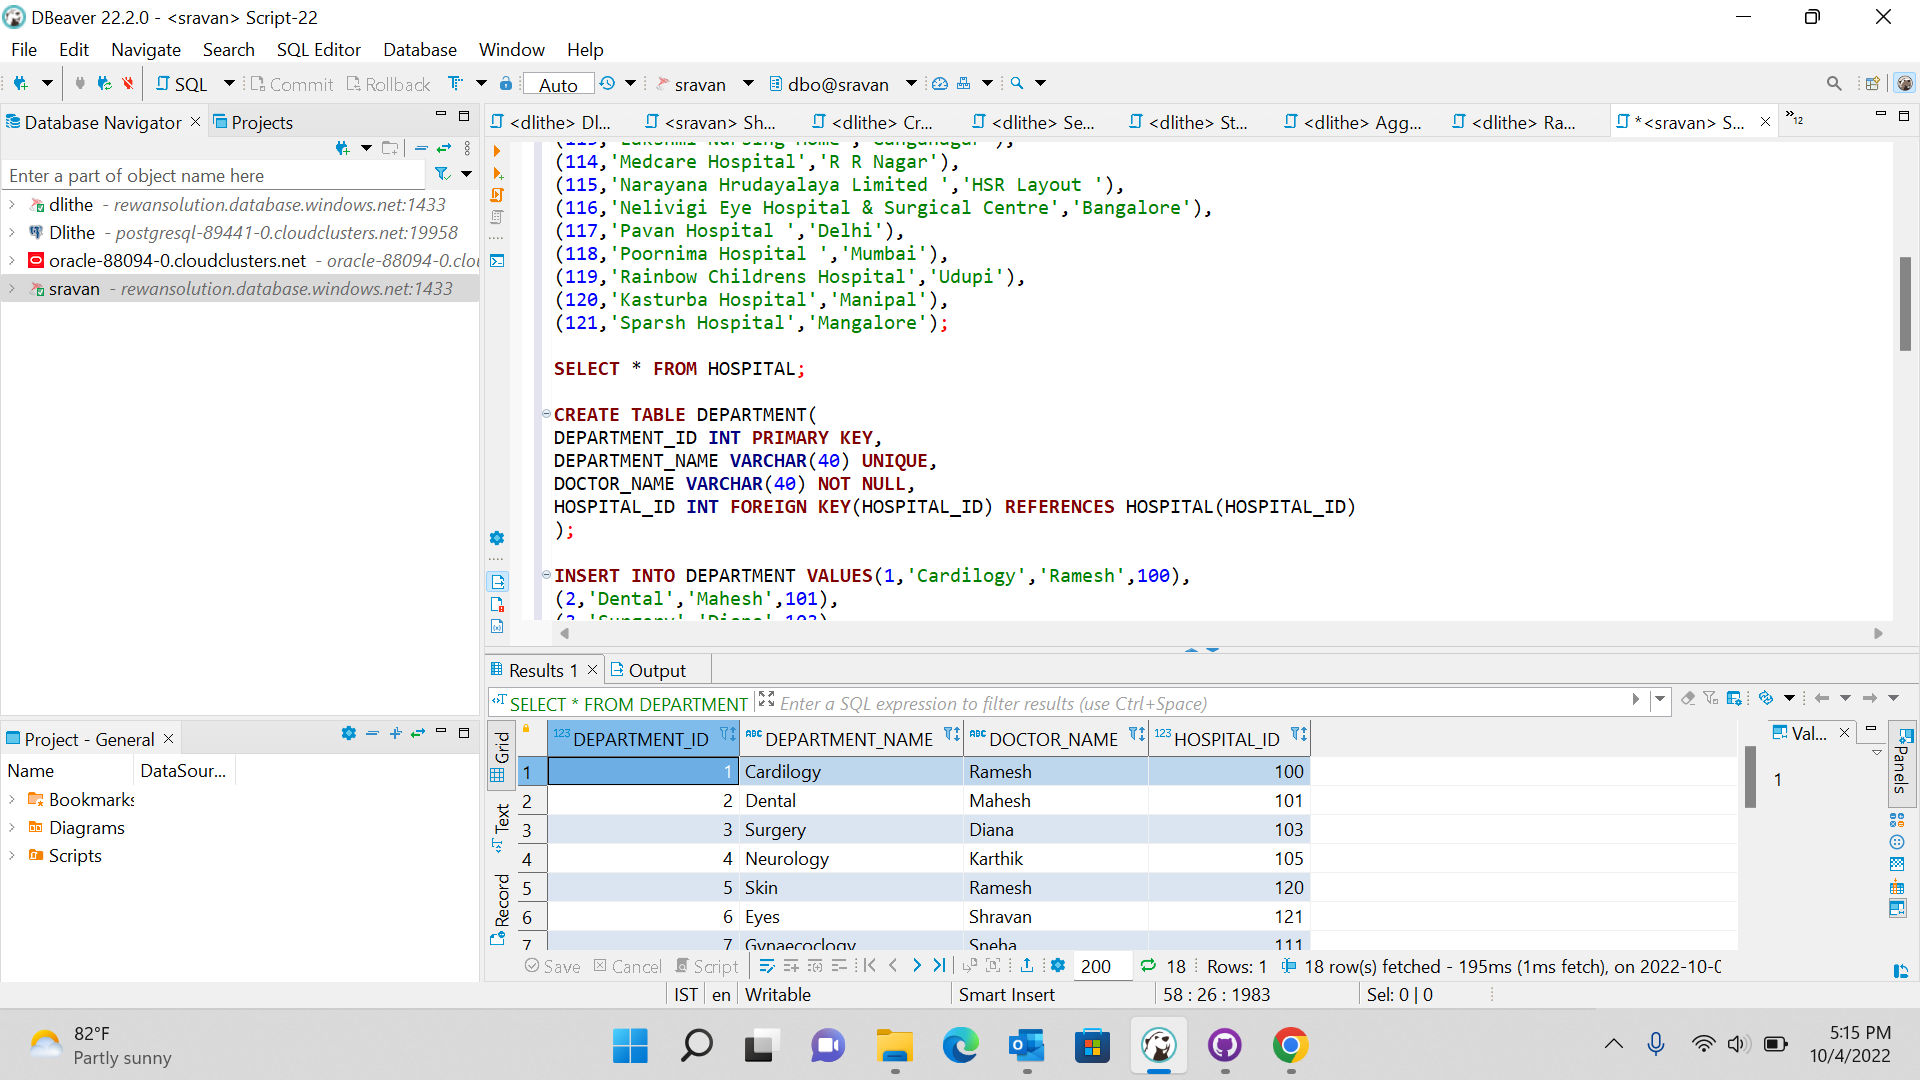 DBeaver 22.2.0 - <sravan> Script-22
File Edit Navigate Search SQL Editor Database Window Help
SQL Commit Rollback Auto sravan dbo@sravan
Database Navigator Projects
<dlithe> Dl... <sravan> Sh... <dlithe> Cr... <dlithe> Se... <dlithe> St... <dlithe> Agg... <dlithe> Ra... *<sravan> S... 12
Enter a part of object name here
dlithe - rewansolution.database.windows.net:1433
Dlithe - postgresql-89441-0.cloudclusters.net:19958
oracle-88094-0.cloudclusters.net - oracle-88094-0.clou
sravan - rewansolution.database.windows.net:1433
(114,'Medcare Hospital','R R Nagar'),
(115,'Narayana Hrudayalaya Limited ','HSR Layout '),
(116,'Nelivigi Eye Hospital & Surgical Centre','Bangalore'),
(117,'Pavan Hospital ','Delhi'),
(118,'Poornima Hospital ','Mumbai'),
(119,'Rainbow Childrens Hospital','Udupi'),
(120,'Kasturba Hospital','Manipal'),
(121,'Sparsh Hospital','Mangalore');
SELECT * FROM HOSPITAL;
CREATE TABLE DEPARTMENT(
DEPARTMENT_ID INT PRIMARY KEY,
DEPARTMENT_NAME VARCHAR(40) UNIQUE,
DOCTOR_NAME VARCHAR(40) NOT NULL,
HOSPITAL_ID INT FOREIGN KEY(HOSPITAL_ID) REFERENCES HOSPITAL(HOSPITAL_ID)
);
INSERT INTO DEPARTMENT VALUES(1,'Cardilogy','Ramesh',100),
(2,'Dental','Mahesh',101),
Project - General
Name DataSour...
Bookmarks
Diagrams
Scripts
Results 1 Output
SELECT * FROM DEPARTMENT Enter a SQL expression to filter results (use Ctrl+Space)
Grid
Text
Record
123 DEPARTMENT_ID ABC DEPARTMENT_NAME ABC DOCTOR_NAME 123 HOSPITAL_ID
1 1 Cardilogy Ramesh 100
2 2 Dental Mahesh 101
3 3 Surgery Diana 103
4 4 Neurology Karthik 105
5 5 Skin Ramesh 120
6 6 Eyes Shravan 121
7 7 Gynaecoclogy Sneha 111
Val...
1
Panels
Save Cancel Script 200 18 Rows: 1 18 row(s) fetched - 195ms (1ms fetch), on 2022-10-0
IST en Writable Smart Insert 58 : 26 : 1983 Sel: 0 | 0
82°F
Partly sunny
5:15 PM
10/4/2022